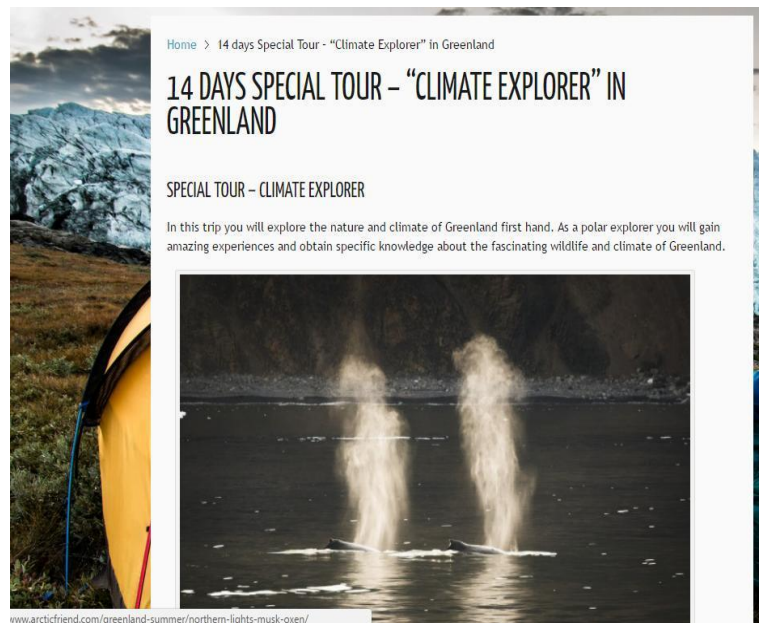 Home > 14 days Special Tour - “Climate Explorer” in Greenland
14 DAYS SPECIAL TOUR – “CLIMATE EXPLORER” IN
GREENLAND
SPECIAL TOUR – CLIMATE EXPLORER
In this trip you will explore the nature and climate of Greenland first hand. As a polar explorer you will gain
amazing experiences and obtain specific knowledge about the fascinating wildlife and climate of Greenland.
www.arcticfriend.com/greenland-summer/northern-lights-musk-oxen/